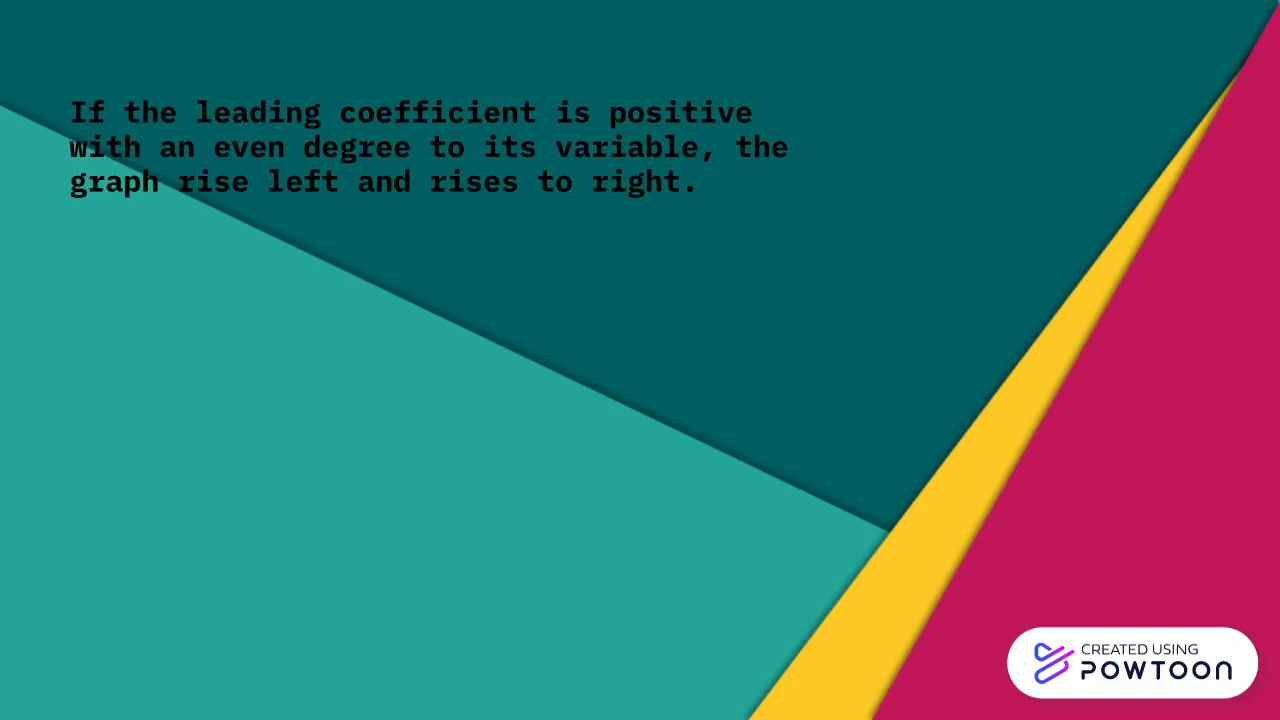 If the leading coefficient is positive
with an even degree to its variable, the
graph rise left and rises to right.
CREATED USING
POWTOON